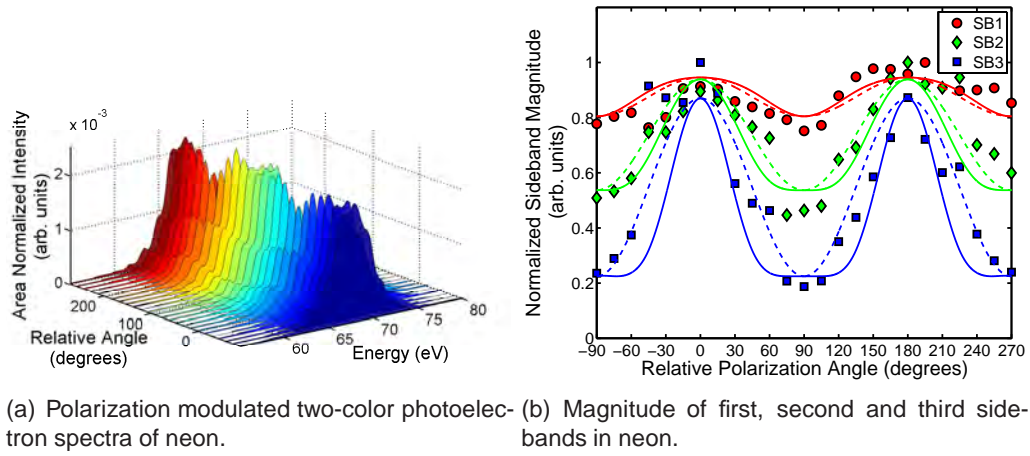 x 10⁻³
2
1
0
Area Normalized Intensity
(arb. units)
200
100
0
Relative Angle
(degrees)
60
65
70
75
80
Energy (eV)
SB1
SB2
SB3
1
0.8
0.6
0.4
0.2
0
Normalized Sideband Magnitude
(arb. units)
−90 −60 −30 0 30 60 90 120 150 180 210 240 270
Relative Polarization Angle (degrees)
(a) Polarization modulated two-color photoelec-
tron spectra of neon.
(b) Magnitude of first, second and third side-
bands in neon.